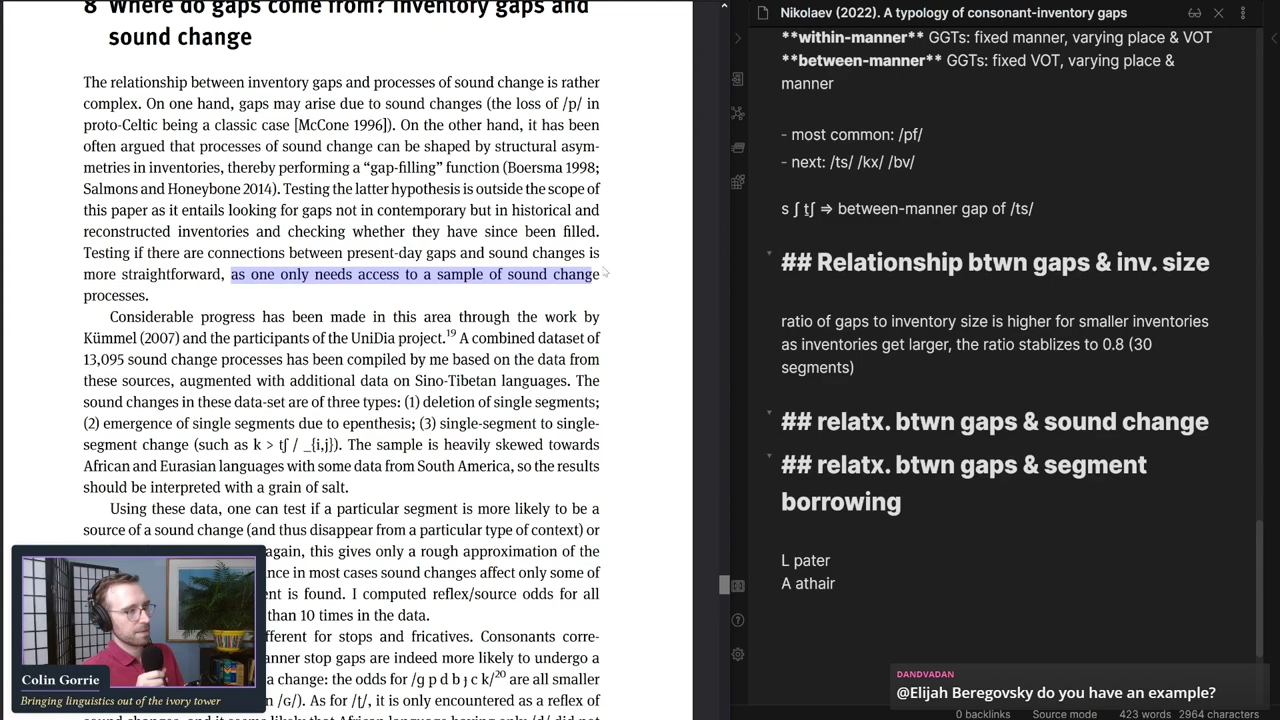 8 Where do gaps come from? Inventory gaps and
sound change
The relationship between inventory gaps and processes of sound change is rather
complex. On one hand, gaps may arise due to sound changes (the loss of /p/ in
proto-Celtic being a classic case [McCone 1996]). On the other hand, it has been
often argued that processes of sound change can be shaped by structural asym-
metries in inventories, thereby performing a “gap-filling” function (Boersma 1998;
Salmons and Honeybone 2014). Testing the latter hypothesis is outside the scope of
this paper as it entails looking for gaps not in contemporary but in historical and
reconstructed inventories and checking whether they have since been filled.
Testing if there are connections between present-day gaps and sound changes is
more straightforward, as one only needs access to a sample of sound change
processes.
Considerable progress has been made in this area through the work by
Kümmel (2007) and the participants of the UniDia project.19 A combined dataset of
13,095 sound change processes has been compiled by me based on the data from
these sources, augmented with additional data on Sino-Tibetan languages. The
sound changes in these data-set are of three types: (1) deletion of single segments;
(2) emergence of single segments due to epenthesis; (3) single-segment to single-
segment change (such as k > tʃ / _{i,j}). The sample is heavily skewed towards
African and Eurasian languages with some data from South America, so the results
should be interpreted with a grain of salt.
Using these data, one can test if a particular segment is more likely to be a
source of a sound change (and thus disappear from a particular type of context) or
again, this gives only a rough approximation of the
nce in most cases sound changes affect only some of
ent is found. I computed reflex/source odds for all
than 10 times in the data.
fferent for stops and fricatives. Consonants corre-
anner stop gaps are indeed more likely to undergo a
a change: the odds for /ɡ p d b ɟ c k/20 are all smaller
n /ɢ/). As for /ʈ/, it is only encountered as a reflex of
Colin Gorrie
Bringing linguistics out of the ivory tower
Nikolaev (2022). A typology of consonant-inventory gaps
**within-manner** GGTs: fixed manner, varying place & VOT
**between-manner** GGTs: fixed VOT, varying place &
manner
- most common: /pf/
- next: /ts/ /kx/ /bv/
s ʃ t̠ʃ ⇒ between-manner gap of /ts/
## Relationship btwn gaps & inv. size
ratio of gaps to inventory size is higher for smaller inventories
as inventories get larger, the ratio stablizes to 0.8 (30
segments)
## relatx. btwn gaps & sound change
## relatx. btwn gaps & segment
borrowing
L pater
A athair
DANDVADAN
@Elijah Beregovsky do you have an example?
0 backlinks Source mode 423 words 2964 characters